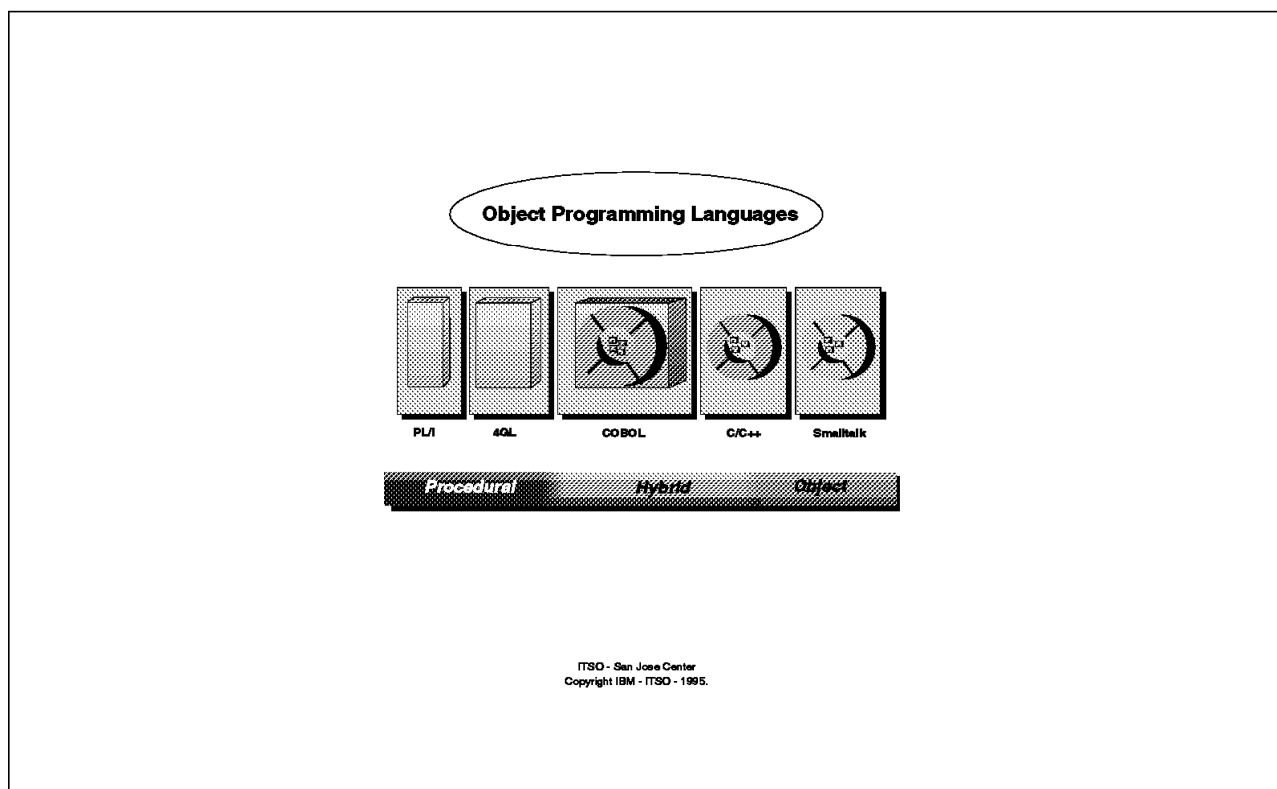 Object Programming Languages
PL/I 4GL COBOL C/C++ Smalltalk
Procedural Hybrid Object
ITSO - San Jose Center
Copyright IBM - ITSO - 1995.